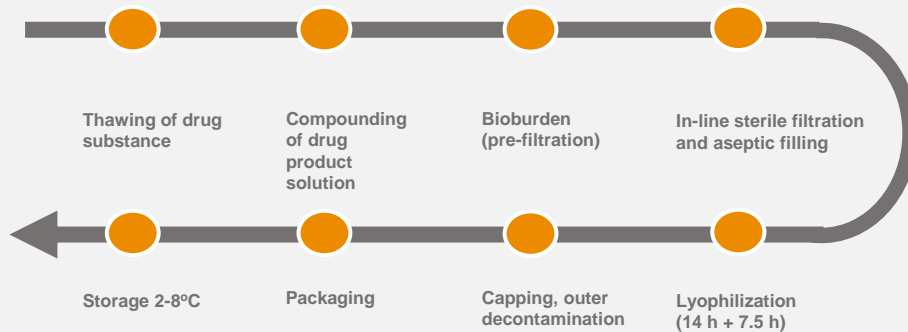 Thawing of drug
substance
Compounding
of drug
product
solution
Bioburden
(pre-filtration)
In-line sterile filtration
and aseptic filling
Storage 2-8ºC
Packaging
Capping, outer
decontamination
Lyophilization
(14 h + 7.5 h)